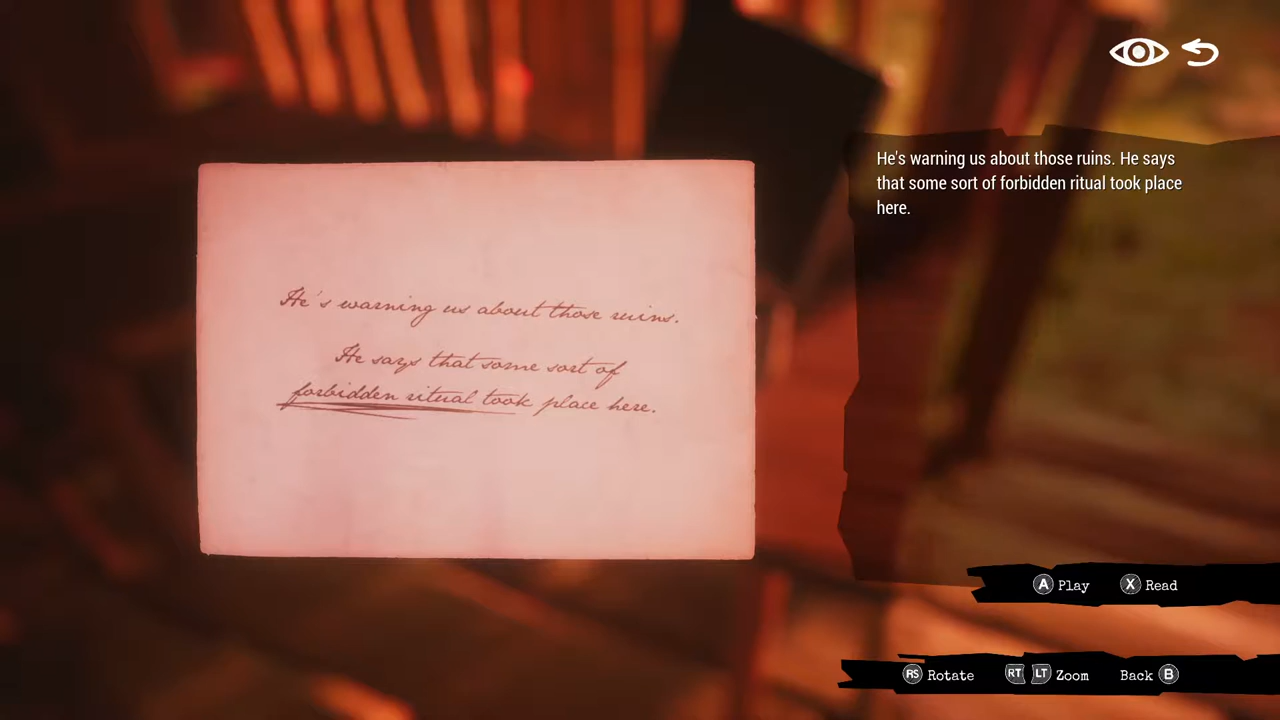 He's warning us about those ruins.
He says that some sort of
forbidden ritual took place here.
He's warning us about those ruins. He says
that some sort of forbidden ritual took place
here.
A Play X Read
RS Rotate RT LT Zoom Back B